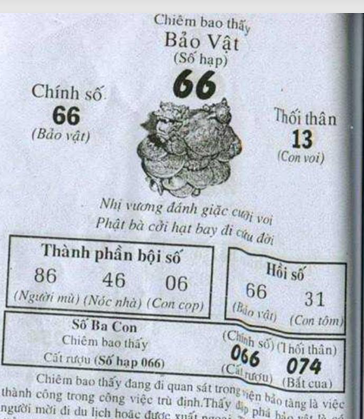 Chiêm bao thấy
Bảo Vật
(Số hạp)
66
Chính số
66
(Bảo vật)
Thối thân
13
(Con voi)
Nhị vương đánh giặc cưỡi voi
Phật bà cỡi hạt bay đi cứu đời
Thành phần bội số
86 46 06
(Người mù) (Nóc nhà) (Con cọp)
Hồi số
66 31
(Bảo vật) (Con tôm)
Số Ba Con
Chiêm bao thấy
Cất rượu (Số hạp 066)
(Chính số) (Thối thân)
066 074
(Cất rượu) (Bắt cua)
Chiêm bao thấy đang đi quan sát trong viện bảo tàng là việc
thành công trong công việc trù định. Thấy đập phá bảo vật là
người mời đi du lịch hoặc được xuất